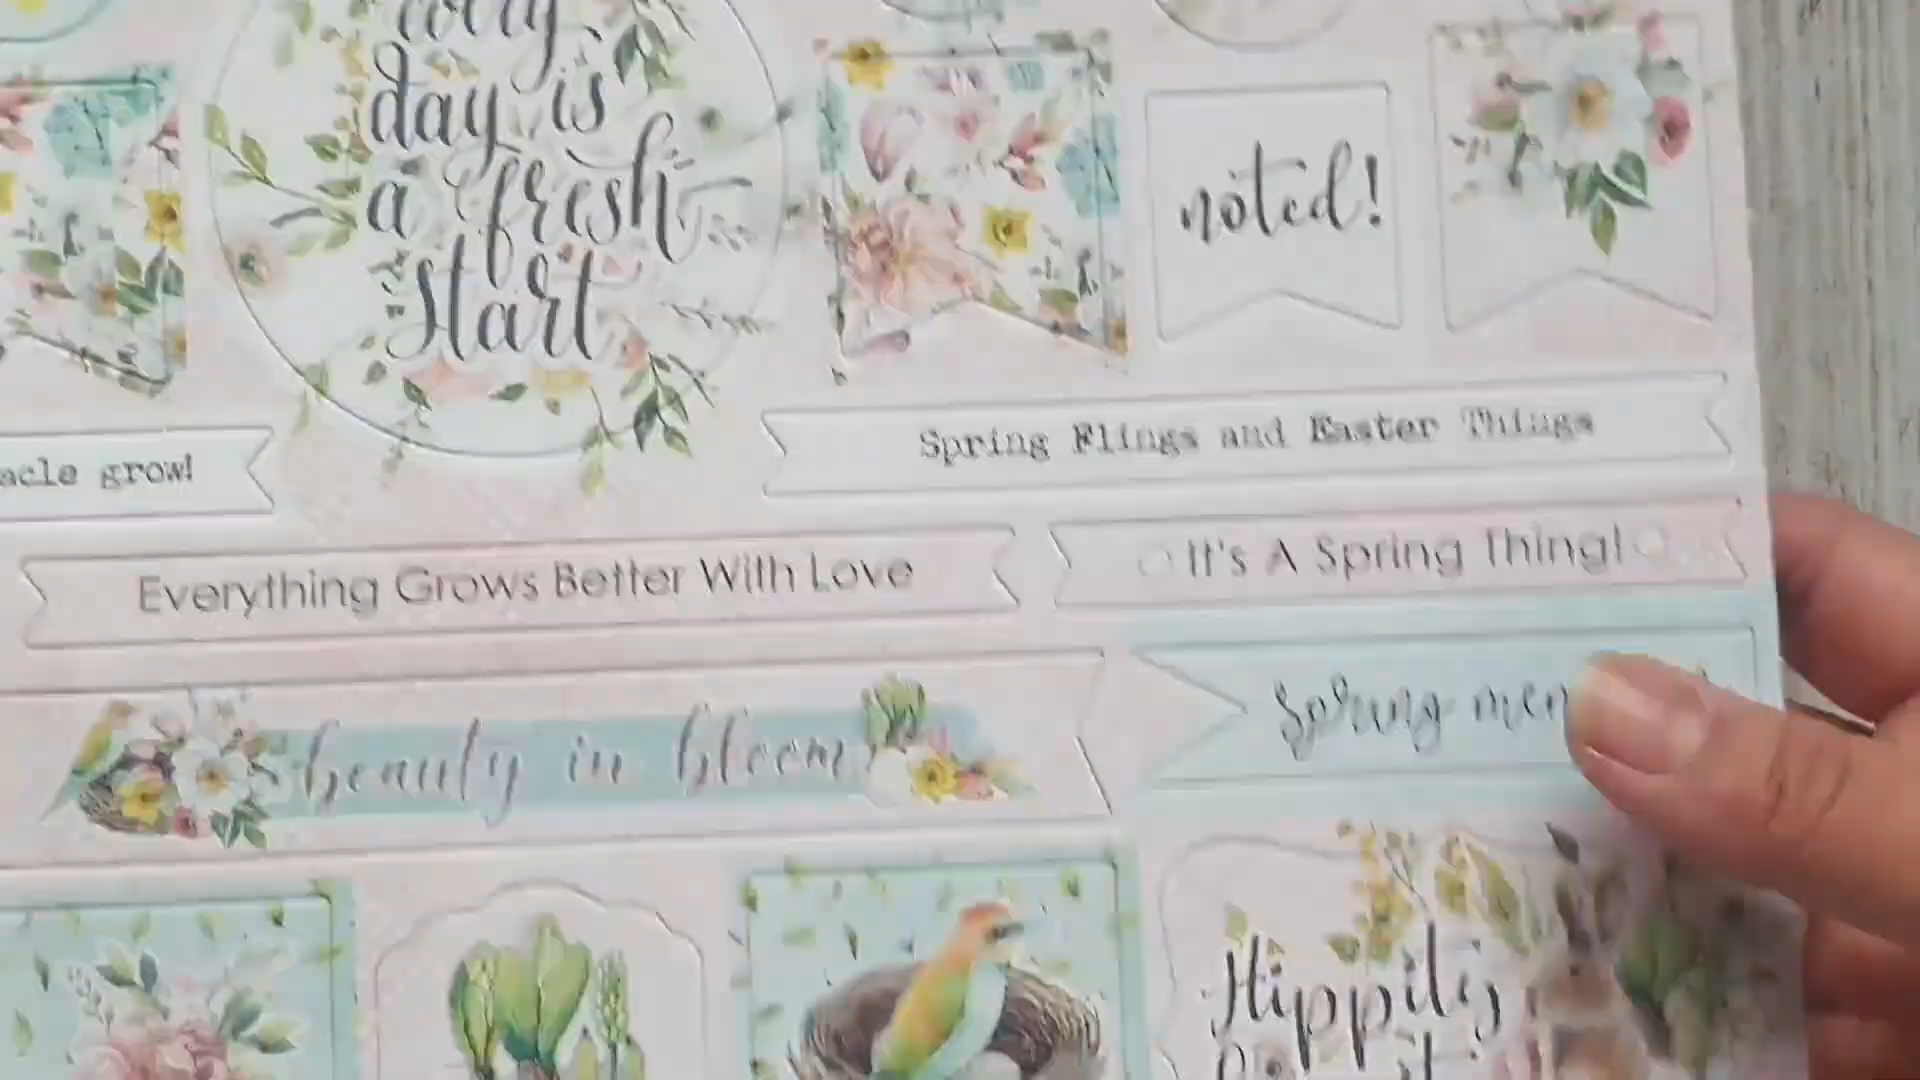 every
day is
a fresh
start
noted!
acle grow!
Spring Flings and Easter Things
Everything Grows Better With Love
It's A Spring Thing!
beauty in bloom
Spring mem
Hippity